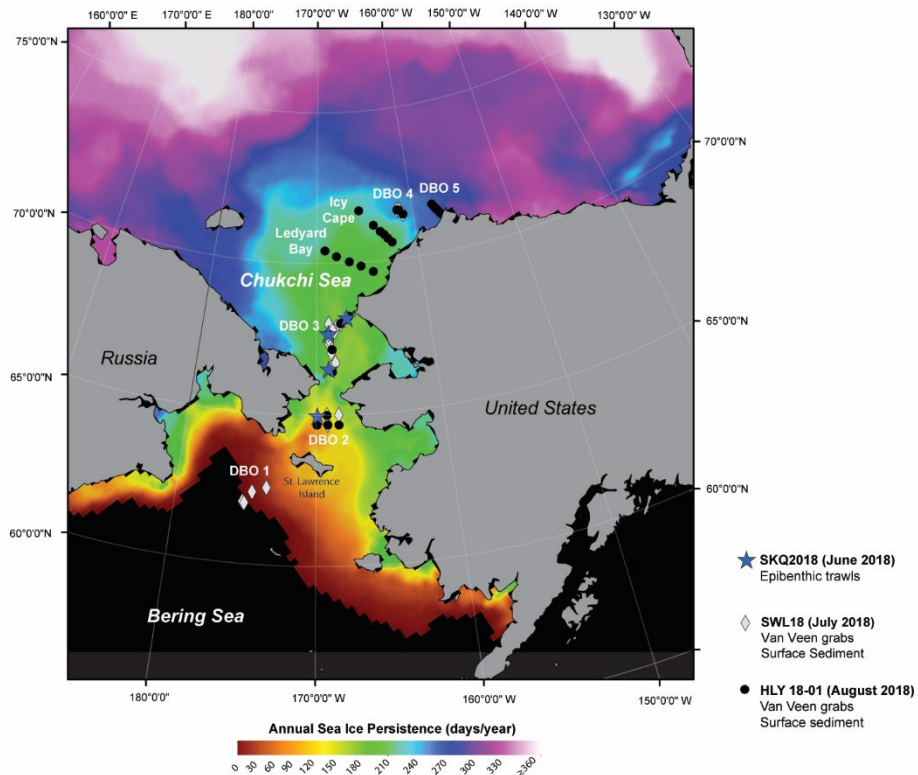 160°0'0" E
170°0'0"E
180°0'0"W
170°0'0"W
160°0'0"W
150°0'0"W
130°0'0"W
75°0'0"N
70°0'0"N
70°0'0"N
65°0'0"N
65°0'0"N
60°0'0"N
60°0'0"N
DBO 4
DBO 5
Icy
Cape
Ledyard
Bay
Chukchi Sea
DBO 3
Russia
United States
DBO 2
DBO 1
St. Lawrence
Island
Bering Sea
180°0'0"W
170°0'0"W
160°0'0"W
150°0'0"W
SKQ2018 (June 2018)
Epibenthic trawls
SWL18 (July 2018)
Van Veen grabs
Surface Sediment
HLY 18-01 (August 2018)
Van Veen grabs
Surface sediment
Annual Sea Ice Persistence (days/year)
0 30 60 90 120 150 180 210 240 270 300 330 ≥360